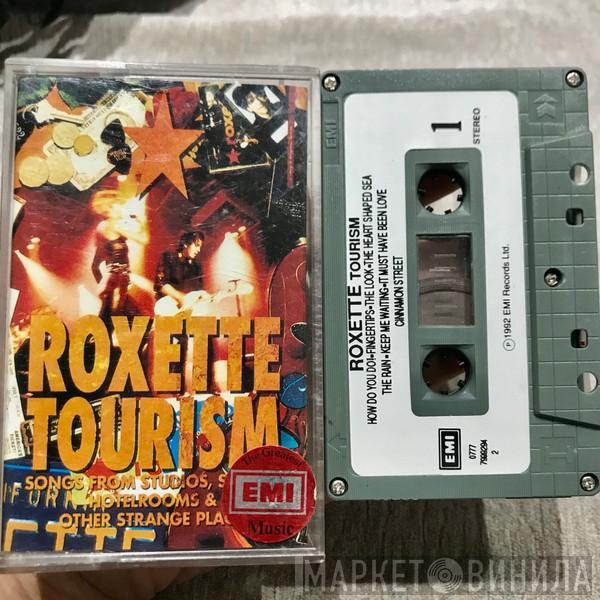 ROXETTE
TOURISM
SONGS FROM STUDIOS, S
HOTELROOMS &
OTHER STRANGE PLA
The Greatest
EMI
Music
EMI
1
STEREO
ROXETTE TOURISM
HOW DO YOU DO!•FINGERTIPS•THE LOOK•THE HEART SHAPED SEA
THE RAIN•KEEP ME WAITING•IT MUST HAVE BEEN LOVE
CINNAMON STREET
Ⓟ 1992 EMI Records Ltd.
EMI
0777
7999294
2
МАРКЕТ ВИНИЛА